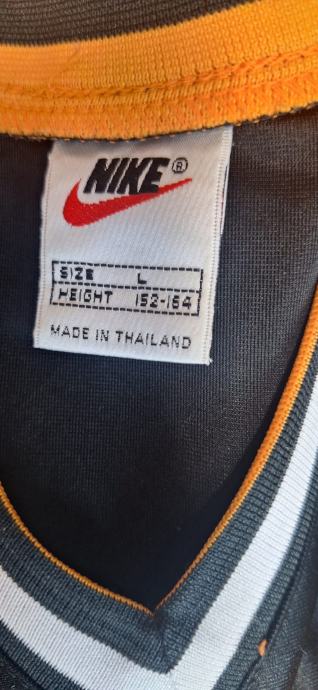 NIKE®
SIZE L
HEIGHT 152-164
MADE IN THAILAND